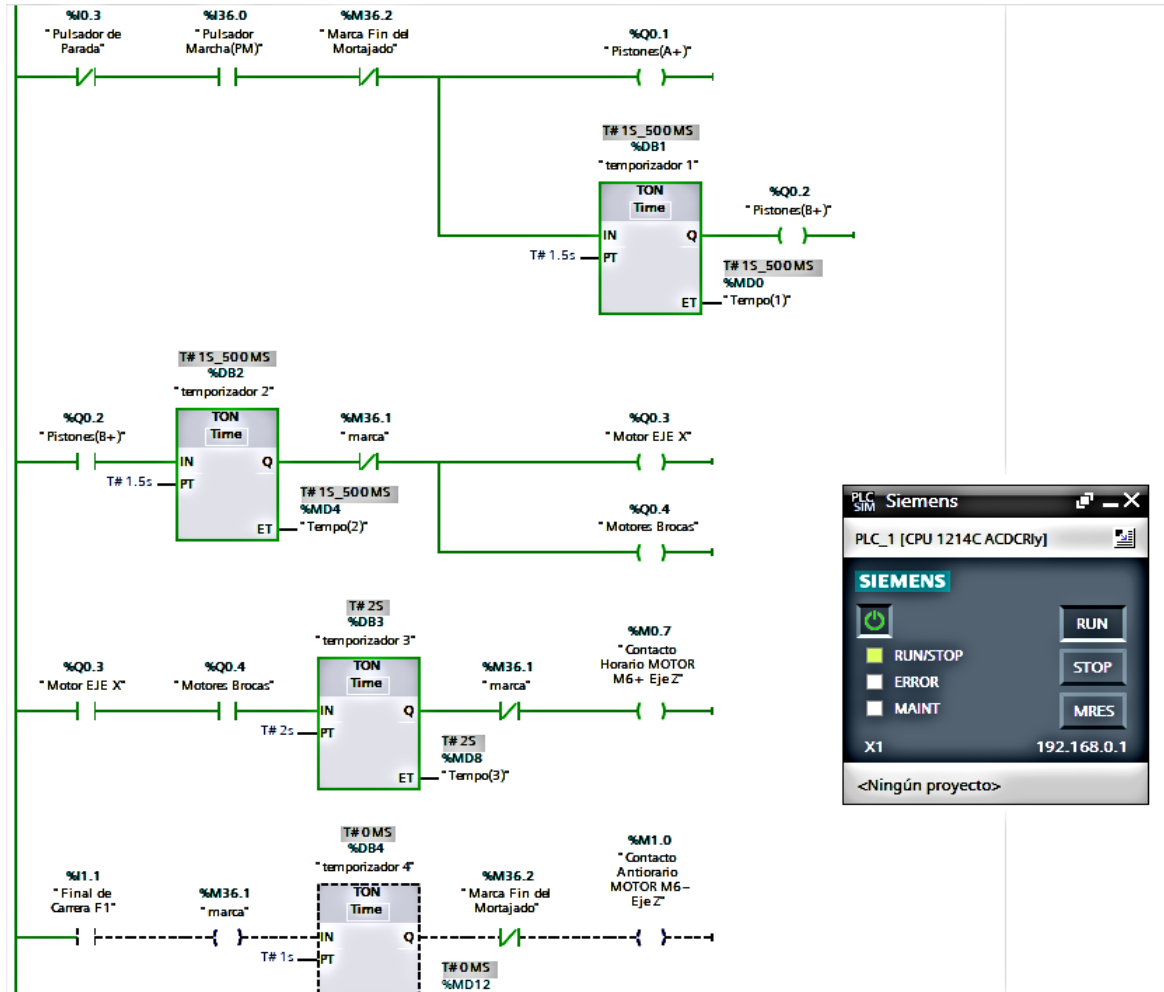 %I0.3
"Pulsador de
Parada"
%I36.0
"Pulsador
Marcha(PM)"
%M36.2
"Marca Fin del
Mortajado"
%Q0.1
"Pistones(A+)"
T#1S_500MS
%DB1
"temporizador 1"
TON
Time
IN
Q
T#1.5s
PT
ET
%Q0.2
"Pistones(B+)"
T#1S_500MS
%MD0
"Tempo(1)"
T#1S_500MS
%DB2
"temporizador 2"
%Q0.2
"Pistones(B+)"
TON
Time
IN
Q
T#1.5s
PT
ET
T#1S_500MS
%MD4
"Tempo(2)"
%M36.1
"marca"
%Q0.3
"Motor EJE X"
%Q0.4
"Motores Brocas"
T#2S
%DB3
"temporizador 3"
%Q0.3
"Motor EJE X"
%Q0.4
"Motores Brocas"
TON
Time
IN
Q
T#2s
PT
ET
T#2S
%MD8
"Tempo(3)"
%M36.1
"marca"
%M0.7
"Contacto
Horario MOTOR
M6+ Eje Z"
T#0MS
%DB4
"temporizador 4"
%I1.1
"Final de
Carrera F1"
%M36.1
"marca"
TON
Time
IN
Q
T#1s
PT
T#0MS
%MD12
%M36.2
"Marca Fin del
Mortajado"
%M1.0
"Contacto
Antiorario
MOTOR M6-
Eje Z"
PLC
SIM
Siemens
PLC_1 [CPU 1214C ACDCRly]
SIEMENS
RUN
RUN/STOP
STOP
ERROR
MAINT
MRES
X1
192.168.0.1
<Ningún proyecto>